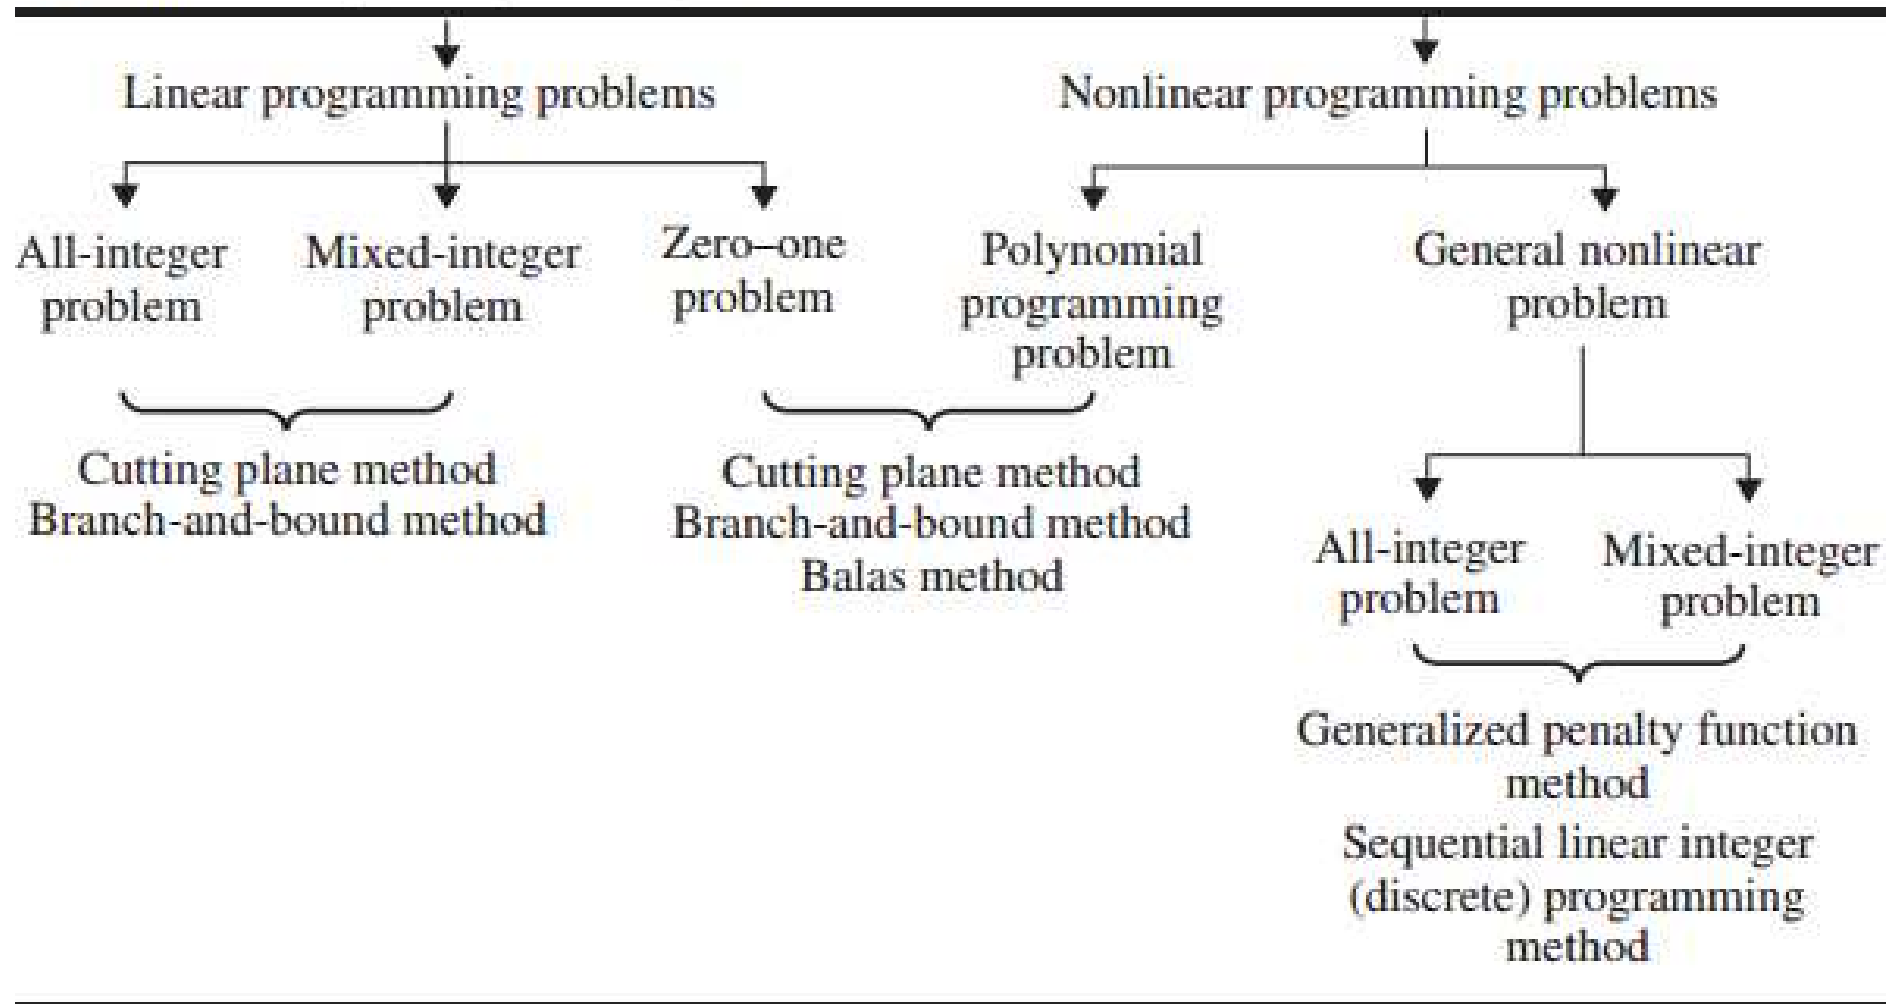 Linear programming problems
Nonlinear programming problems
All-integer
problem
Mixed-integer
problem
Zero–one
problem
Polynomial
programming
problem
General nonlinear
problem
Cutting plane method
Branch-and-bound method
Cutting plane method
Branch-and-bound method
Balas method
All-integer
problem
Mixed-integer
problem
Generalized penalty function
method
Sequential linear integer
(discrete) programming
method